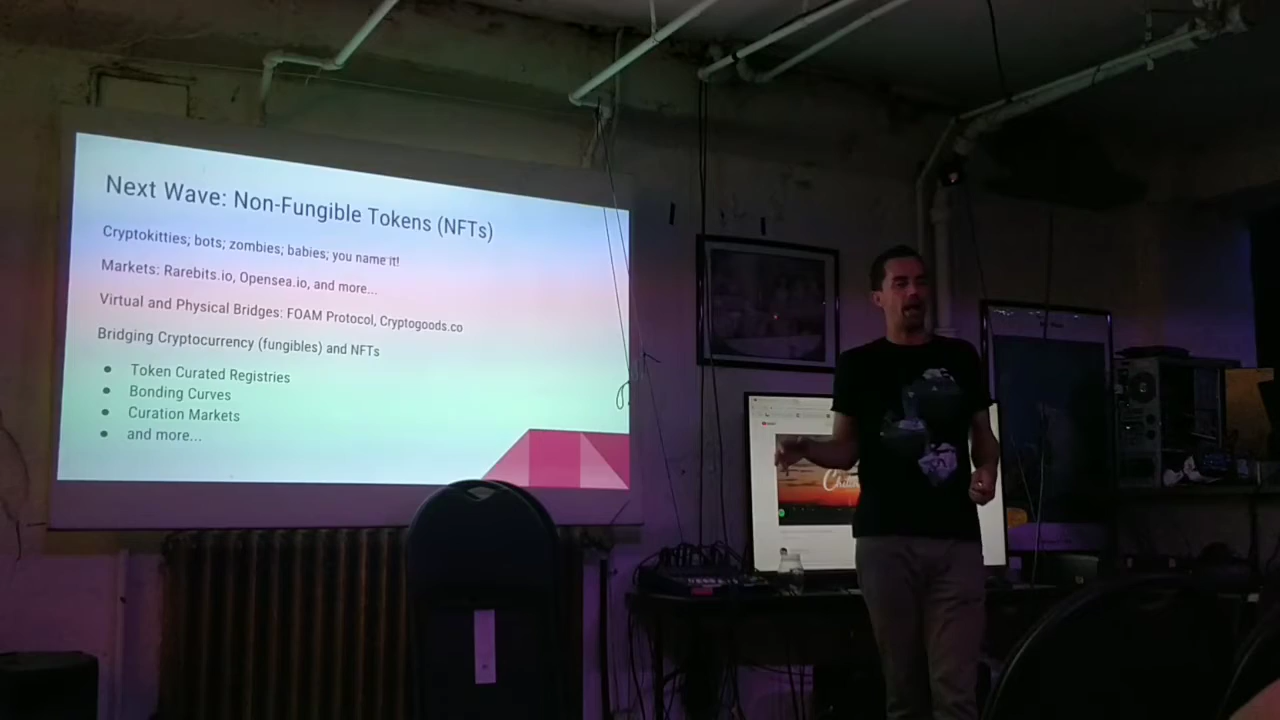 Next Wave: Non-Fungible Tokens (NFTs)
Cryptokitties; bots; zombies; babies; you name it!
Markets: Rarebits.io, Opensea.io, and more...
Virtual and Physical Bridges: FOAM Protocol, Cryptogoods.co
Bridging Cryptocurrency (fungibles) and NFTs
● Token Curated Registries
● Bonding Curves
● Curation Markets
● and more...